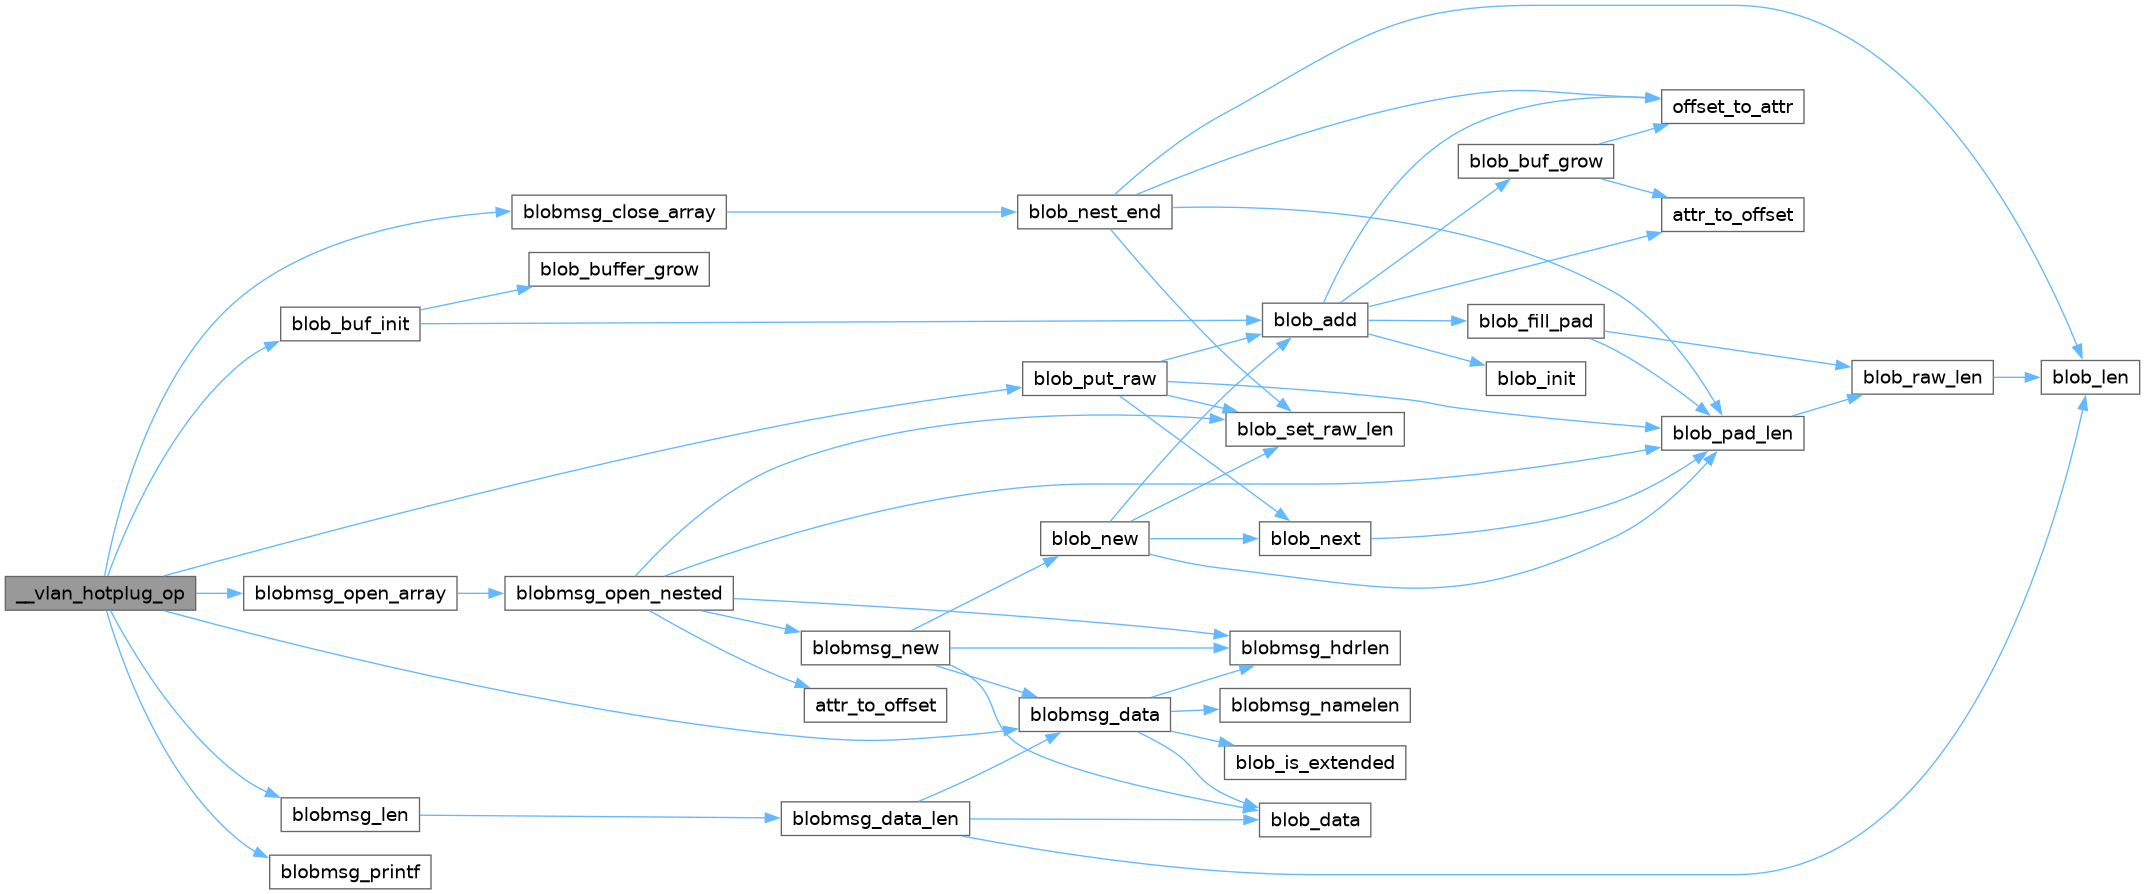 __vlan_hotplug_op
blobmsg_close_array
blob_buf_init
blob_buffer_grow
blob_put_raw
blobmsg_open_array
blobmsg_open_nested
blobmsg_len
blobmsg_printf
blobmsg_new
attr_to_offset
blobmsg_data_len
blob_nest_end
blob_new
blobmsg_data
blob_add
blob_set_raw_len
blob_next
blobmsg_hdrlen
blobmsg_namelen
blob_is_extended
blob_data
blob_buf_grow
blob_fill_pad
blob_init
offset_to_attr
attr_to_offset
blob_pad_len
blob_raw_len
blob_len